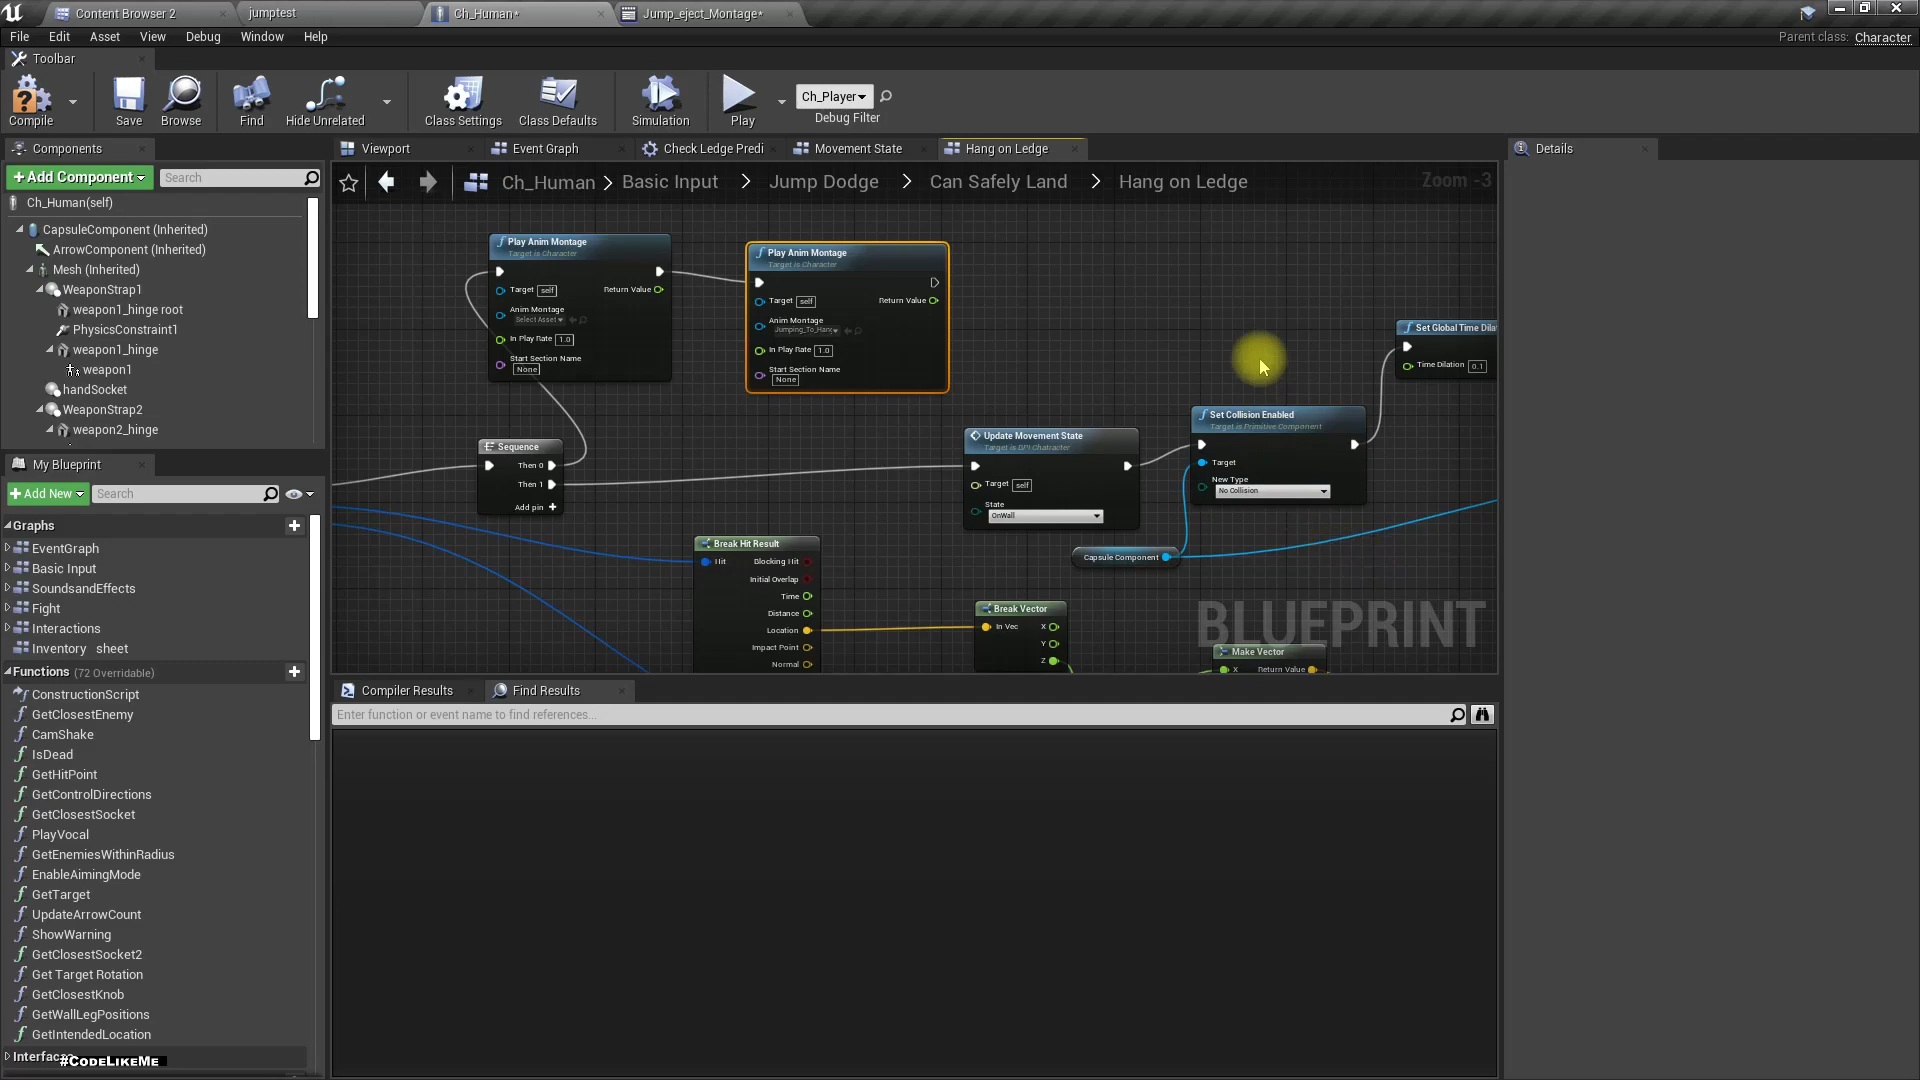 Content Browser 2
jumptest
Ch_Human*
Jump_eject_Montage*
File Edit Asset View Debug Window Help
Parent class: Character
Toolbar
Compile
Save
Browse
Find
Hide Unrelated
Class Settings
Class Defaults
Simulation
Play
Ch_Player
Debug Filter
Components
+Add Component
Search
Ch_Human(self)
CapsuleComponent (Inherited)
ArrowComponent (Inherited)
Mesh (Inherited)
WeaponStrap1
weapon1_hinge root
PhysicsConstraint1
weapon1_hinge
weapon1
handSocket
WeaponStrap2
weapon2_hinge
My Blueprint
+Add New
Search
Graphs
EventGraph
Basic Input
SoundsandEffects
Fight
Interactions
Inventory sheet
Functions (72 Overridable)
ConstructionScript
GetClosestEnemy
CamShake
IsDead
GetHitPoint
GetControlDirections
GetClosestSocket
PlayVocal
GetEnemiesWithinRadius
EnableAimingMode
GetTarget
UpdateArrowCount
ShowWarning
GetClosestSocket2
Get Target Rotation
GetClosestKnob
GetWallLegPositions
GetIntendedLocation
Interfaces
#CodeLikeMe
Viewport
Event Graph
Check Ledge Predi
Movement State
Hang on Ledge
Ch_Human > Basic Input > Jump Dodge > Can Safely Land > Hang on Ledge
Zoom -3
Play Anim Montage
Target is Character
Target self
Return Value
Anim Montage
Select Asset
In Play Rate 1.0
Start Section Name
None
Play Anim Montage
Target is Character
Target self
Return Value
Anim Montage
Jumping_To_Hang
In Play Rate 1.0
Start Section Name
None
Sequence
Then 0
Then 1
Add pin +
Update Movement State
Target is BPI Chatracter
Target self
State
OnWall
Set Collision Enabled
Target is Primitive Component
Target
New Type
No Collision
Set Global Time Dilat
Time Dilation 0.1
Capsule Component
Break Hit Result
Hit
Blocking Hit
Initial Overlap
Time
Distance
Location
Impact Point
Normal
Break Vector
In Vec
X
Y
Z
Make Vector
X
Return Value
BLUEPRINT
Compiler Results
Find Results
Enter function or event name to find references...
Details